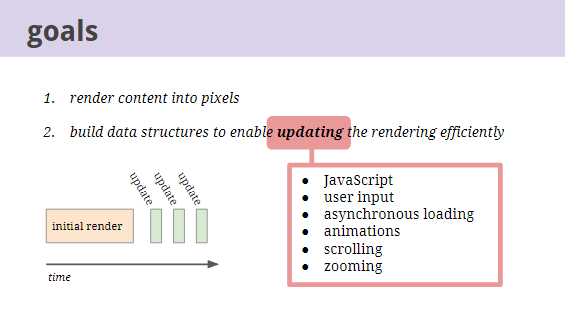 goals
1. render content into pixels
2. build data structures to enable updating the rendering efficiently
update update update
initial render
time
● JavaScript
● user input
● asynchronous loading
● animations
● scrolling
● zooming